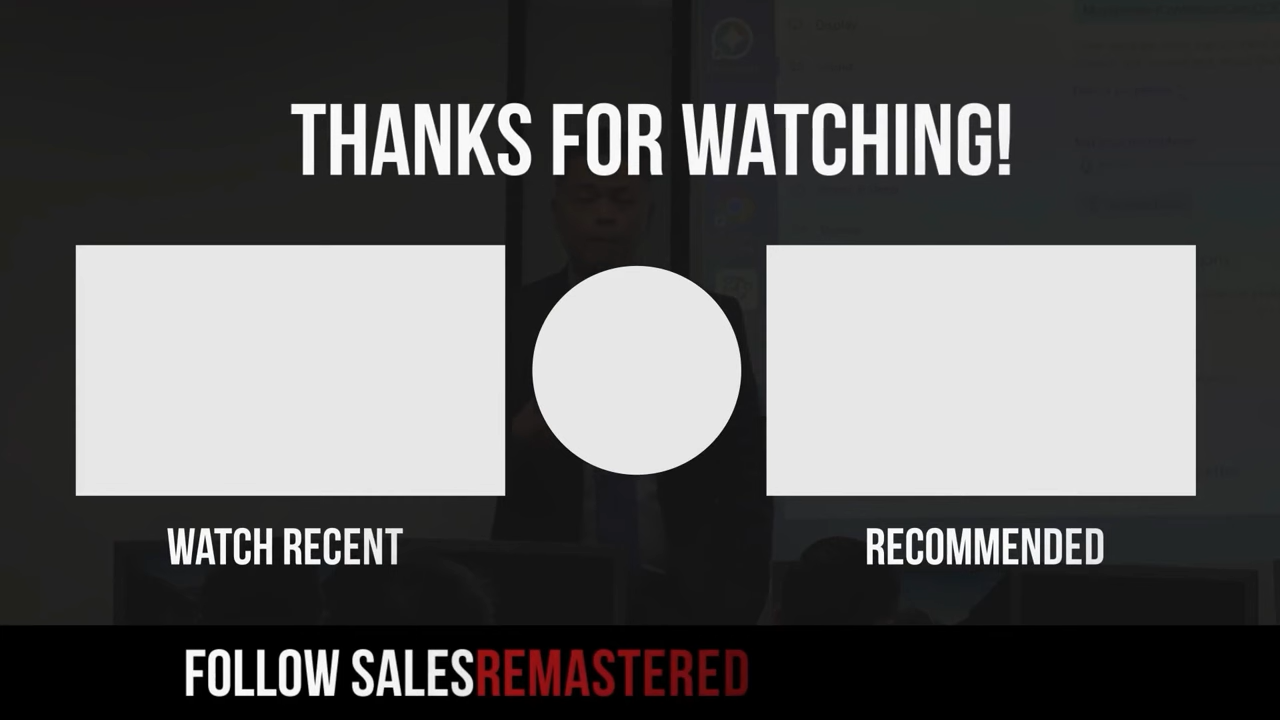 THANKS FOR WATCHING!
WATCH RECENT
RECOMMENDED
FOLLOW SALESREMASTERED